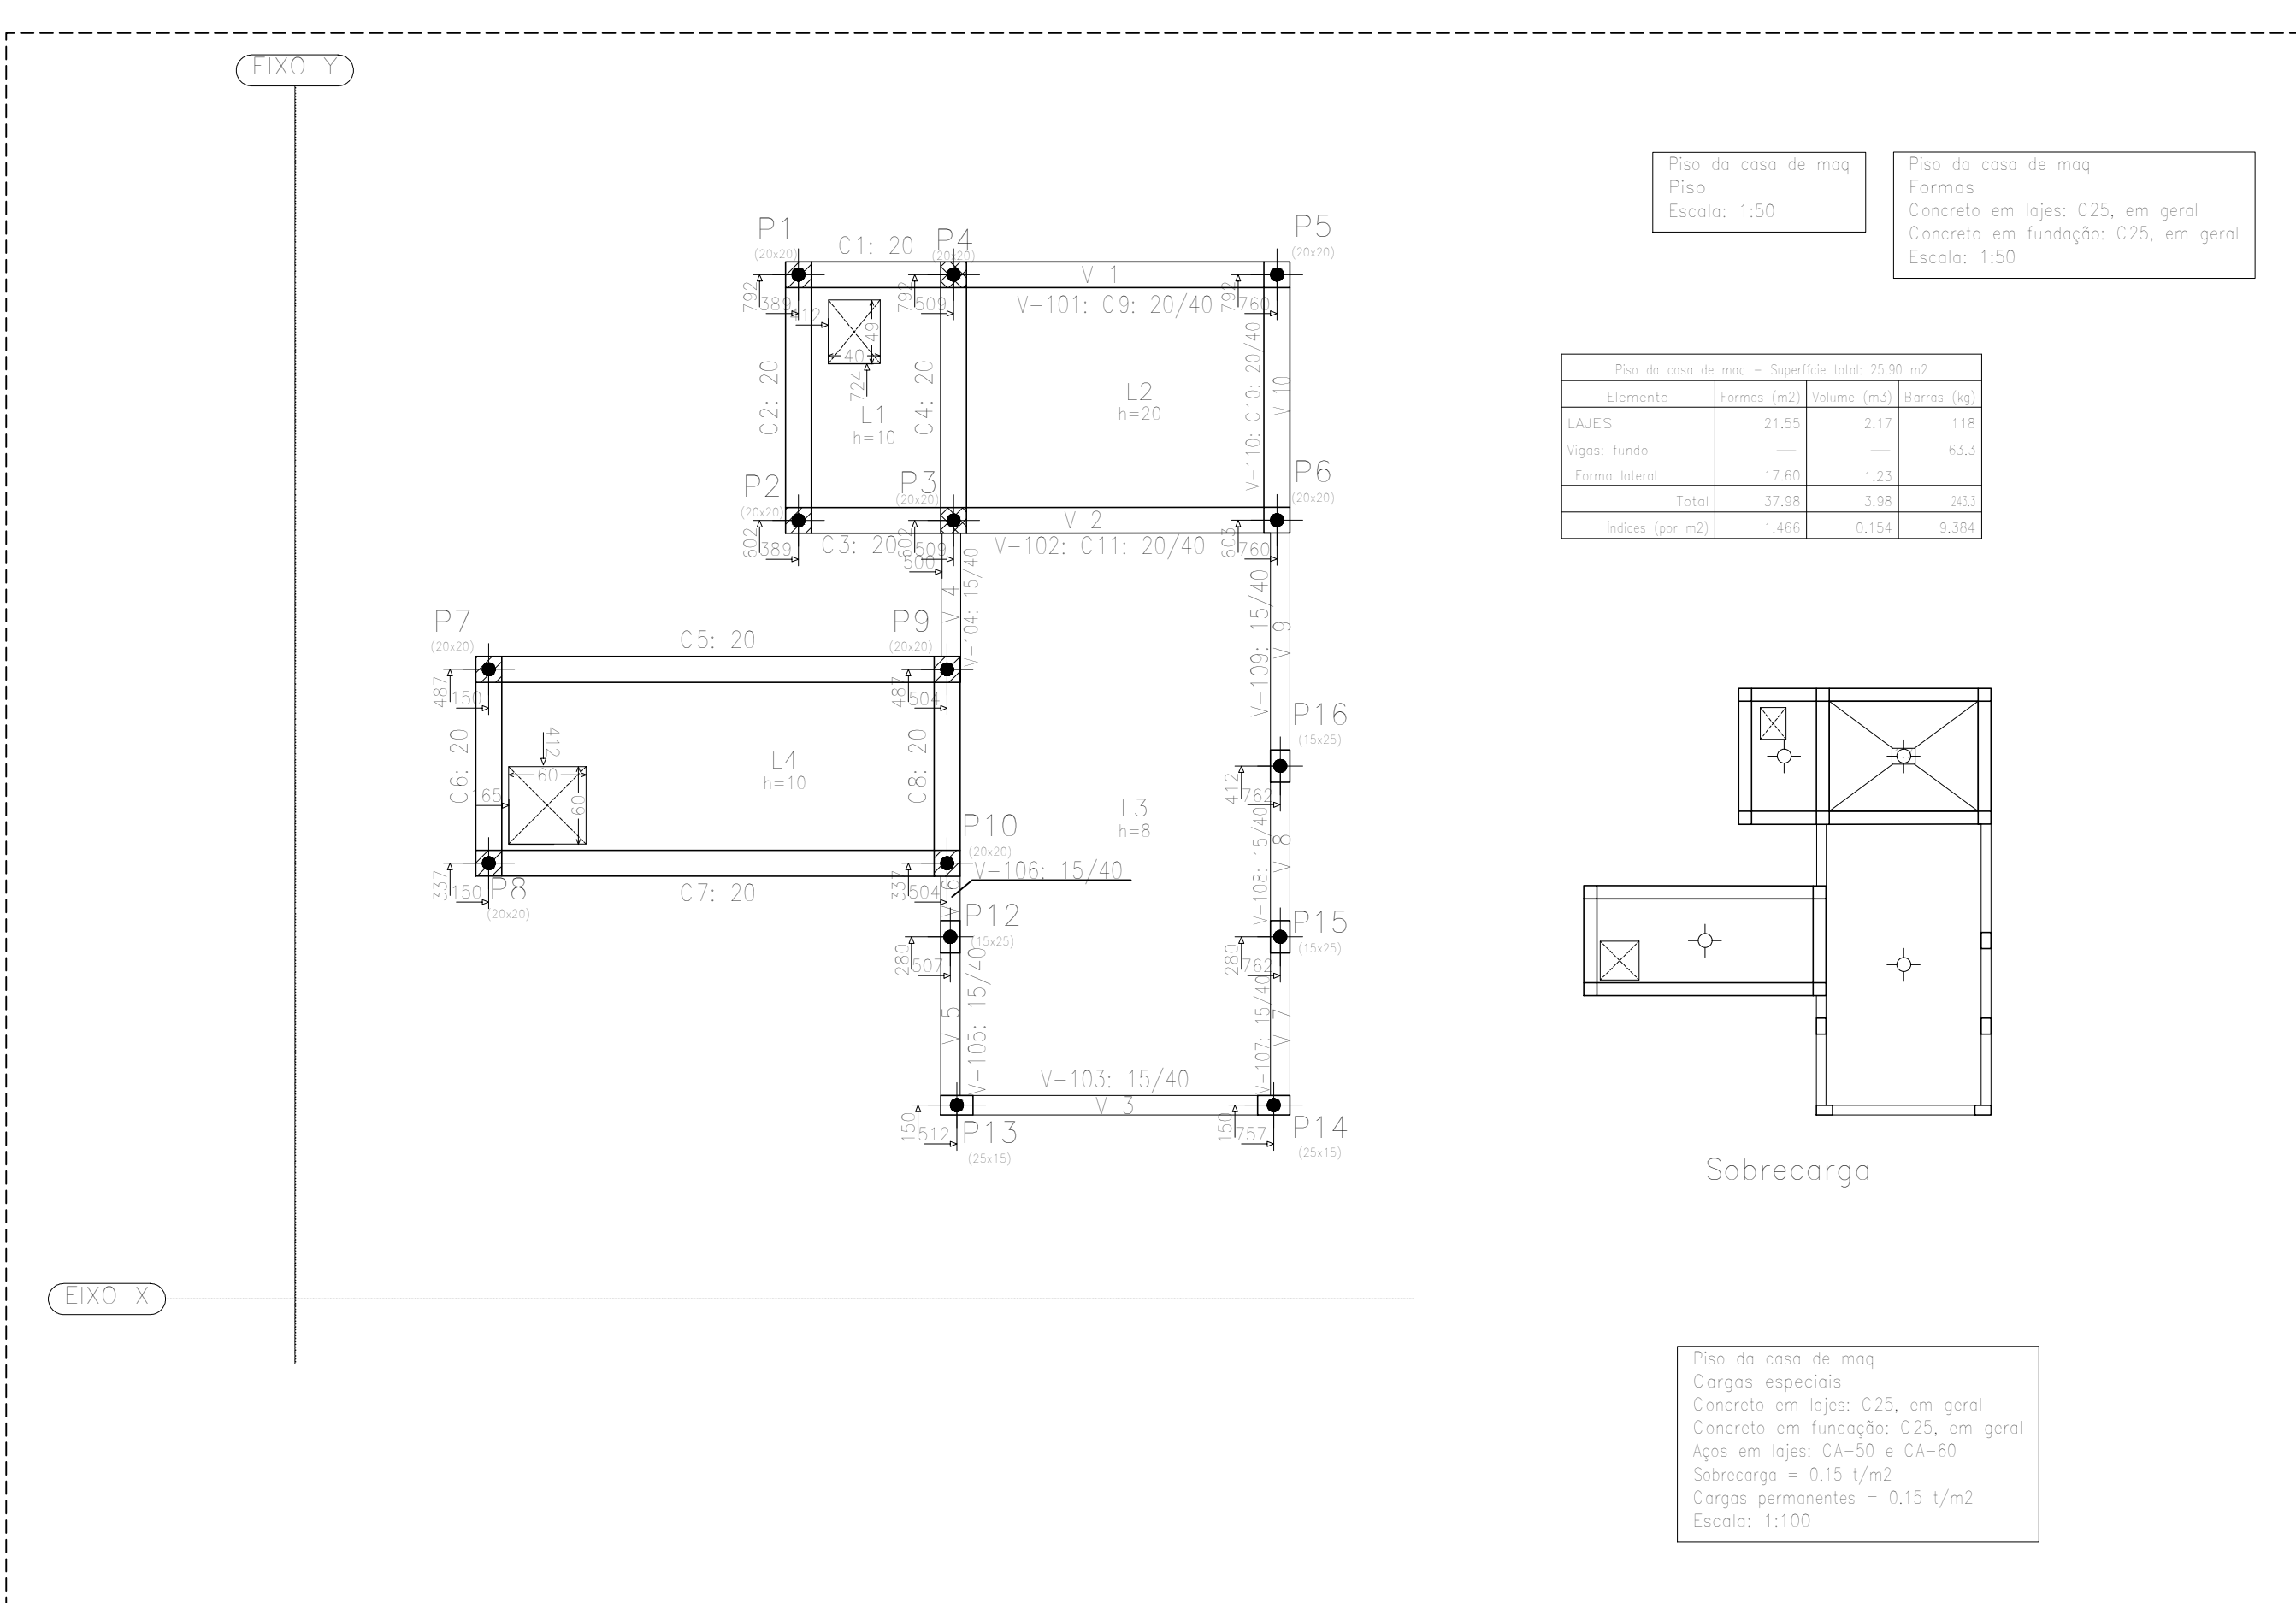 EIXO Y
Piso da casa de maq
Piso
Escala: 1:50
Piso da casa de maq
Formas
Concreto em lajes: C25, em geral
Concreto em fundação: C25, em geral
Escala: 1:50
P1
(20x20)
C1: 20
P4
(20x20)
P5
(20x20)
V 1
V-101: C9: 20/40
792
389
792
509
792
760
412
49
40
724
C2: 20
C4: 20
L1
h=10
L2
h=20
V-110: C10: 20/40
V 10
P2
(20x20)
P3
(20x20)
P6
(20x20)
V 2
602
389
C3: 20
602
509
500
V-102: C11: 20/40
603
760
V 4
V-104: 15/40
V-109: 15/40
V 9
P7
(20x20)
C5: 20
P9
(20x20)
487
150
487
504
P16
(15x25)
C6: 20
412
60
60
165
L4
h=10
C8: 20
412
762
L3
h=8
P10
(20x20)
V-106: 15/40
V-108: 15/40
V 8
337
150
P8
(20x20)
C7: 20
337
504
P12
(15x25)
P15
(15x25)
280
507
280
762
V 5
V-105: 15/40
V-107: 15/40
V 7
V-103: 15/40
V 3
150
512
P13
(25x15)
150
757
P14
(25x15)
EIXO X
Piso da casa de maq - Superfície total: 25.90 m2
Elemento Formas (m2) Volume (m3) Barras (kg)
LAJES 21.55 2.17 118
Vigas: fundo — — 63.3
Forma lateral 17.60 1.23
Total 37.98 3.98 243.3
Índices (por m2) 1.466 0.154 9.384
Sobrecarga
Piso da casa de maq
Cargas especiais
Concreto em lajes: C25, em geral
Concreto em fundação: C25, em geral
Aços em lajes: CA-50 e CA-60
Sobrecarga = 0.15 t/m2
Cargas permanentes = 0.15 t/m2
Escala: 1:100